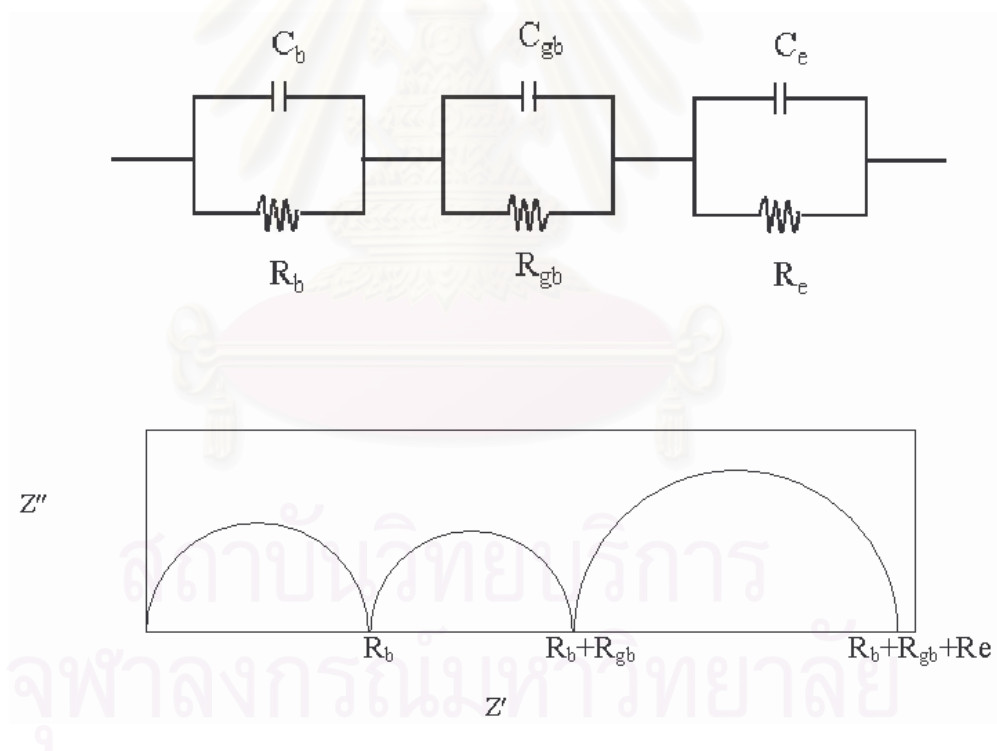 C_b C_gb C_e
R_b R_gb R_e
Z"
สถาบันวิทยบริการ
R_b R_b+R_gb R_b+R_gb+Re
จุฬาลงกรณ์มหาวิทยาลัย
Z'